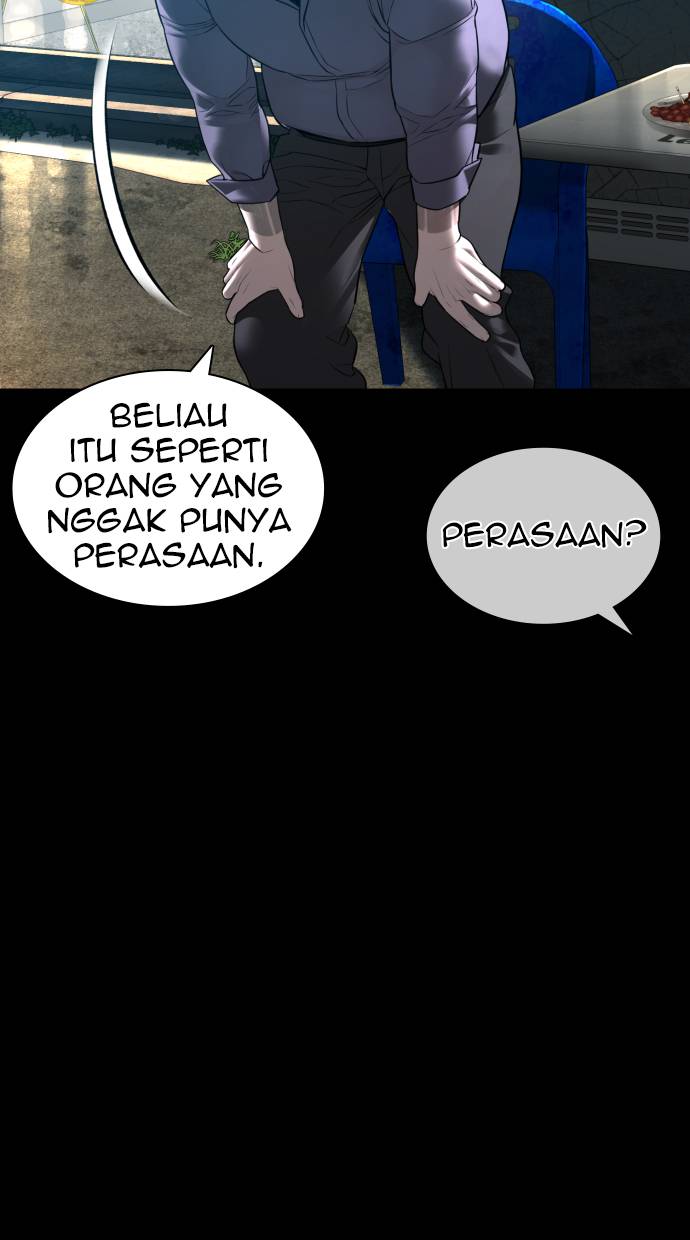 BELIAU
ITU SEPERTI
ORANG YANG
NGGAK PUNYA
PERASAAN.
PERASAAN?